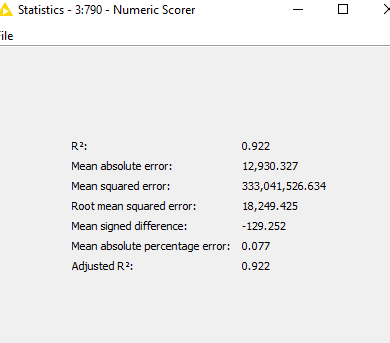 Statistics - 3:790 - Numeric Scorer
File
R²: 0.922
Mean absolute error: 12,930.327
Mean squared error: 333,041,526.634
Root mean squared error: 18,249.425
Mean signed difference: -129.252
Mean absolute percentage error: 0.077
Adjusted R²: 0.922